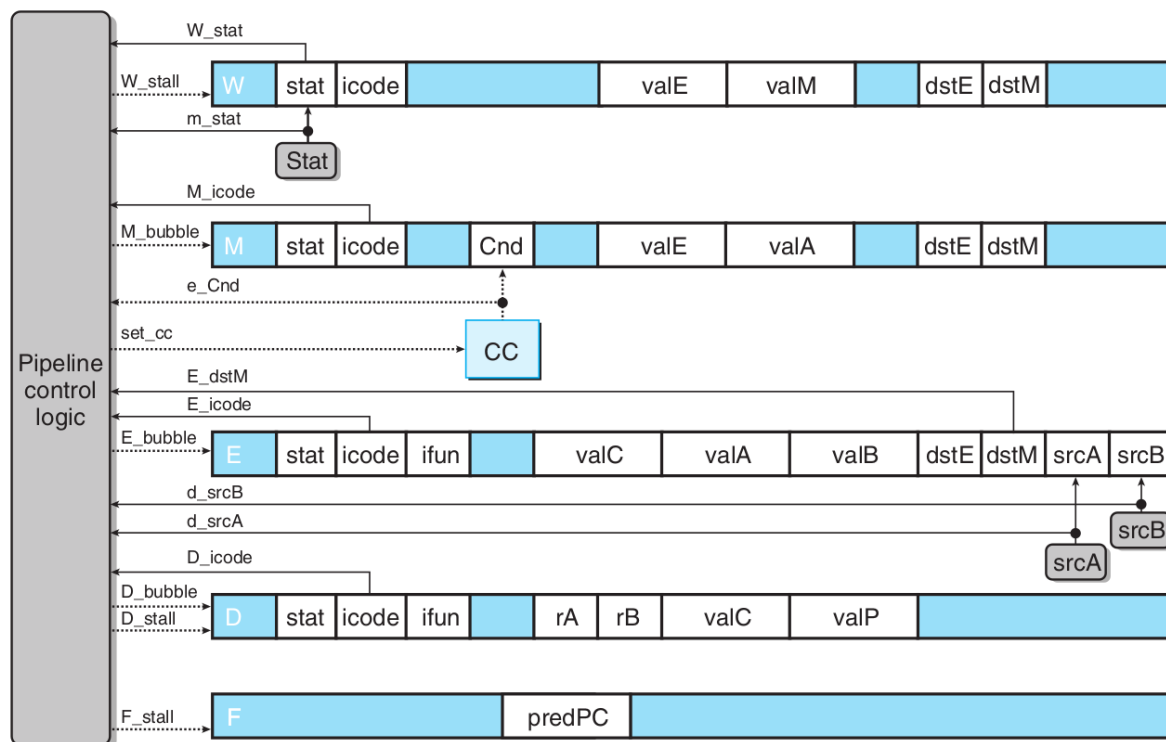 W_stat
W_stall
W stat icode valE valM dstE dstM
m_stat
Stat
M_icode
M_bubble
M stat icode Cnd valE valA dstE dstM
e_Cnd
set_cc
CC
Pipeline
control
logic
E_dstM
E_icode
E_bubble
E stat icode ifun valC valA valB dstE dstM srcA srcB
d_srcB
srcB
d_srcA
srcA
D_icode
D_bubble
D_stall
D stat icode ifun rA rB valC valP
F_stall
F predPC